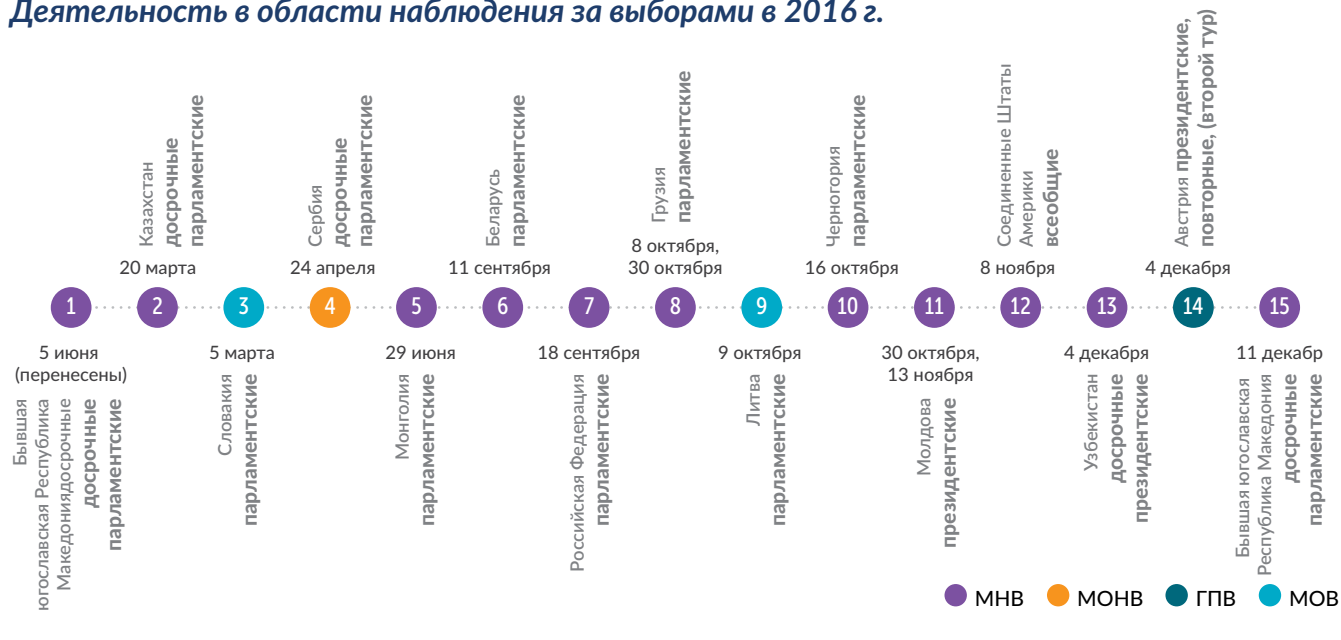 Деятельность в области наблюдения за выборами в 2016 г.
Казахстан
досрочные
парламентские
20 марта
Сербия
досрочные
парламентские
24 апреля
Беларусь
парламентские
11 сентября
Грузия
парламентские
8 октября,
30 октября
Черногория
парламентские
16 октября
Соединенные Штаты
Америки
всеобщие
8 ноября
Австрия президентские,
повторные, (второй тур)
4 декабря
1
2
3
4
5
6
7
8
9
10
11
12
13
14
15
5 июня
(перенесены)
Бывшая
югославская Республика
Македониядосрочные
досрочные
парламентские
5 марта
Словакия
парламентские
29 июня
Монголия
парламентские
18 сентября
Российская Федерация
парламентские
9 октября
Литва
парламентские
30 октября,
13 ноября
Молдова
президентские
4 декабря
Узбекистан
досрочные
президентские
11 декабр
Бывшая югославская
Республика Македония
досрочные
парламентские
МНВ
МОНВ
ГПВ
МОВ